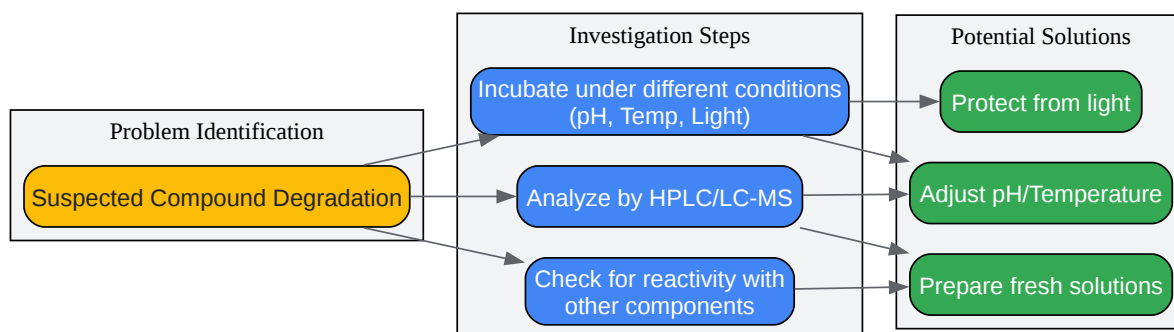 Problem Identification
Suspected Compound Degradation
Investigation Steps
Incubate under different conditions
(pH, Temp, Light)
Analyze by HPLC/LC-MS
Check for reactivity with
other components
Potential Solutions
Protect from light
Adjust pH/Temperature
Prepare fresh solutions